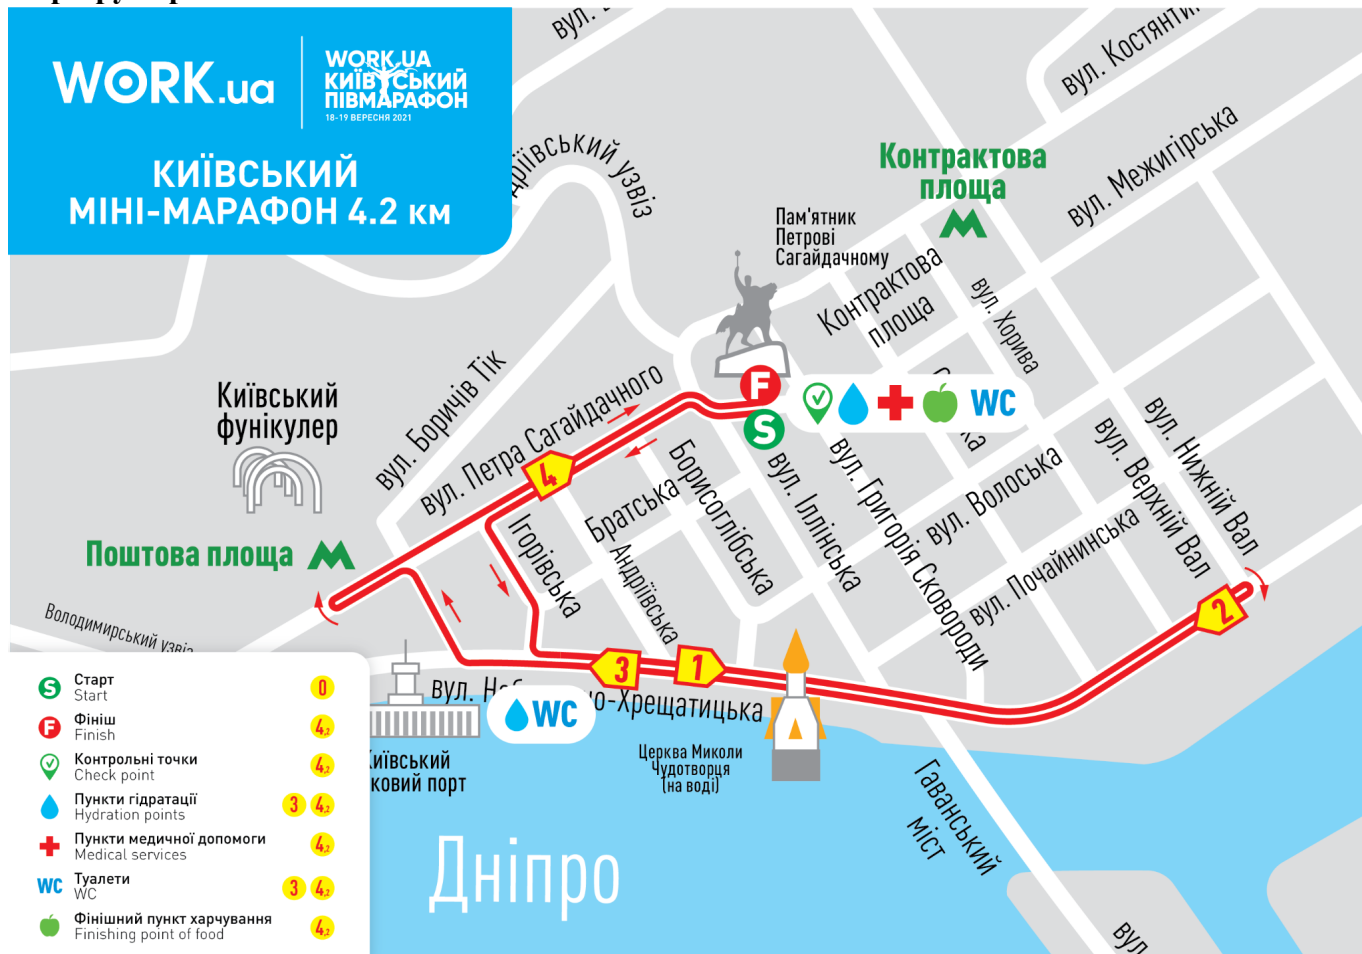 WORK.ua
WORK.UA
КИЇВСЬКИЙ
ПІВМАРАФОН
18-19 ВЕРЕСНЯ 2021
КИЇВСЬКИЙ
МІНІ-МАРАФОН 4.2 км
вул.
вул. Костянти
вул. Межигірська
дріївський узвіз
Контрактова
площа
Пам'ятник
Петрові
Сагайдачному
Контрактова
площа
вул. Хорива
Київський
фунікулер
вул. Боричів Тік
вул. Петра Сагайдачного
F
S
WC
4
Поштова площа
Ігорівська
Братська
Андріївська
Борисоглібська
вул. Іллінська
вул. Григорія Сковороди
вул. Волоська
вул. Почайнинська
вул. Верхній Вал
вул. Нижній Вал
2
3
1
Володимирський узвіз
вул. На
но-Хрещатицька
WC
Київський
ковий порт
Церква Миколи
Чудотворця
(на воді)
Гаванський
міст
Дніпро
вул.
S Старт 0
Start
F Фініш 4,2
Finish
Контрольні точки 4,2
Check point
Пункти гідратації 3 4,2
Hydration points
Пункти медичної допомоги 4,2
Medical services
WC Туалети 3 4,2
WC
Фінішний пункт харчування 4,2
Finishing point of food